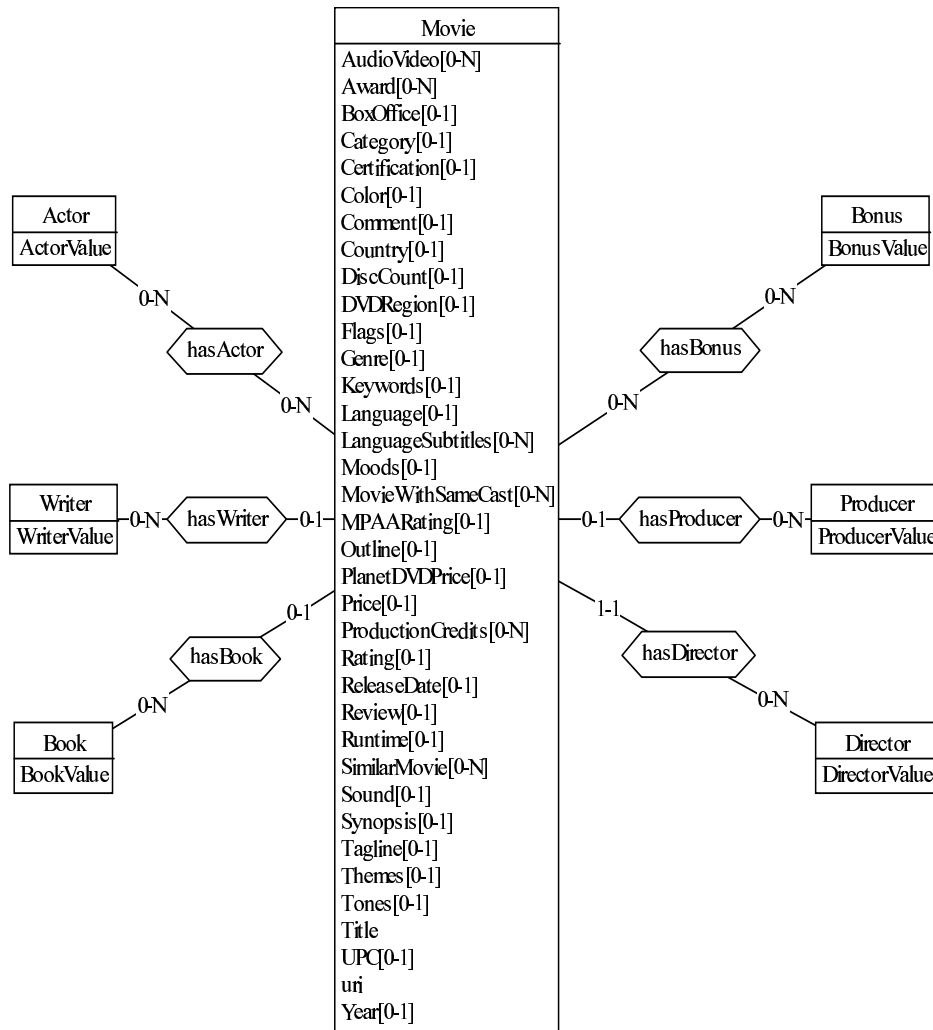 Movie
AudioVideo[0-N]
Award[0-N]
BoxOffice[0-1]
Category[0-1]
Certification[0-1]
Color[0-1]
Comment[0-1]
Country[0-1]
DiscCount[0-1]
DVDRegion[0-1]
Flags[0-1]
Genre[0-1]
Keywords[0-1]
Language[0-1]
LanguageSubtitles[0-N]
Moods[0-1]
MovieWithSameCast[0-N]
MPAARating[0-1]
Outline[0-1]
PlanetDVDPrice[0-1]
Price[0-1]
ProductionCredits[0-N]
Rating[0-1]
ReleaseDate[0-1]
Review[0-1]
Runtime[0-1]
SimilarMovie[0-N]
Sound[0-1]
Synopsis[0-1]
Tagline[0-1]
Themes[0-1]
Tones[0-1]
Title
UPC[0-1]
uri
Year[0-1]
Actor
ActorValue
0-N
hasActor
0-N
Writer
WriterValue
0-N
hasWriter
0-1
Book
BookValue
0-N
hasBook
0-1
Bonus
BonusValue
0-N
hasBonus
0-N
Producer
ProducerValue
0-N
hasProducer
0-1
Director
DirectorValue
0-N
hasDirector
1-1